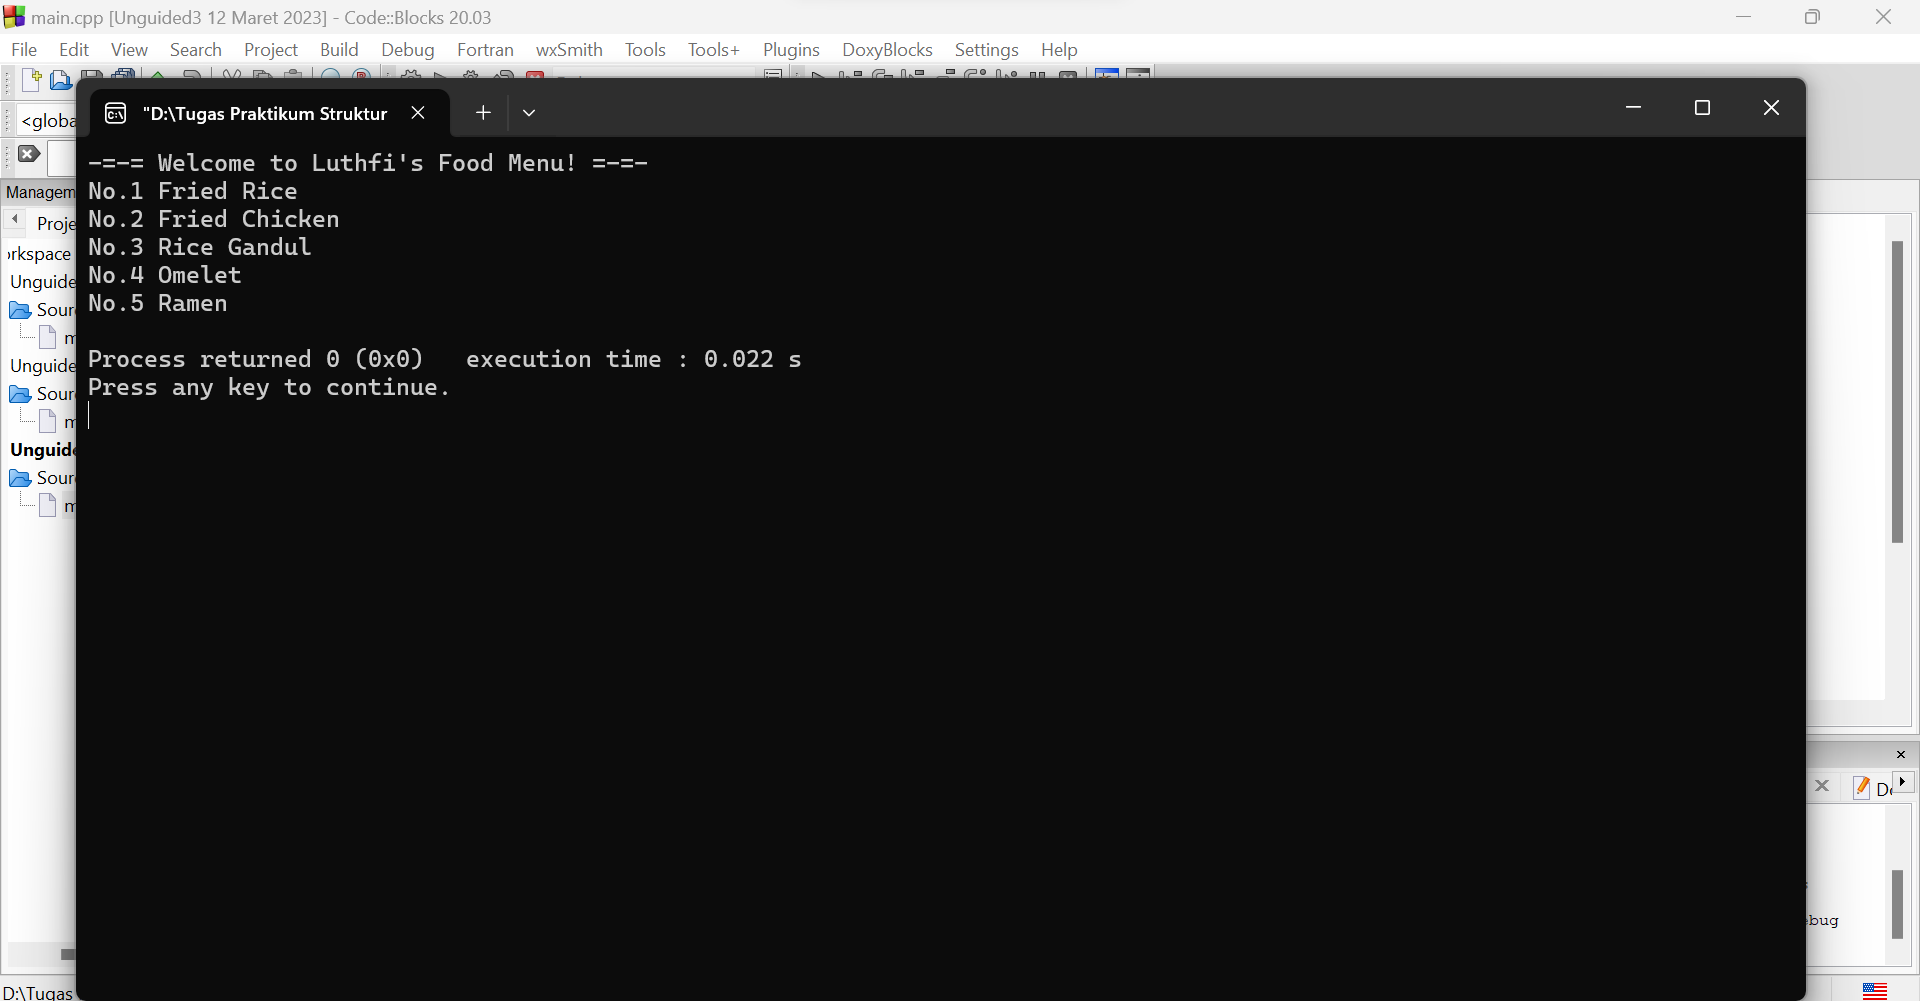 main.cpp [Unguided3 12 Maret 2023] - Code::Blocks 20.03
File Edit View Search Project Build Debug Fortran wxSmith Tools Tools+ Plugins DoxyBlocks Settings Help
"D:\Tugas Praktikum Struktur
-=-= Welcome to Luthfi's Food Menu! =-=-
No.1 Fried Rice
No.2 Fried Chicken
No.3 Rice Gandul
No.4 Omelet
No.5 Ramen
Process returned 0 (0x0)   execution time : 0.022 s
Press any key to continue.
<globa
Managem
Proje
rkspace
Unguide
Sour
m
Unguide
Sour
m
Unguide
Sour
m
bug
D:\Tugas